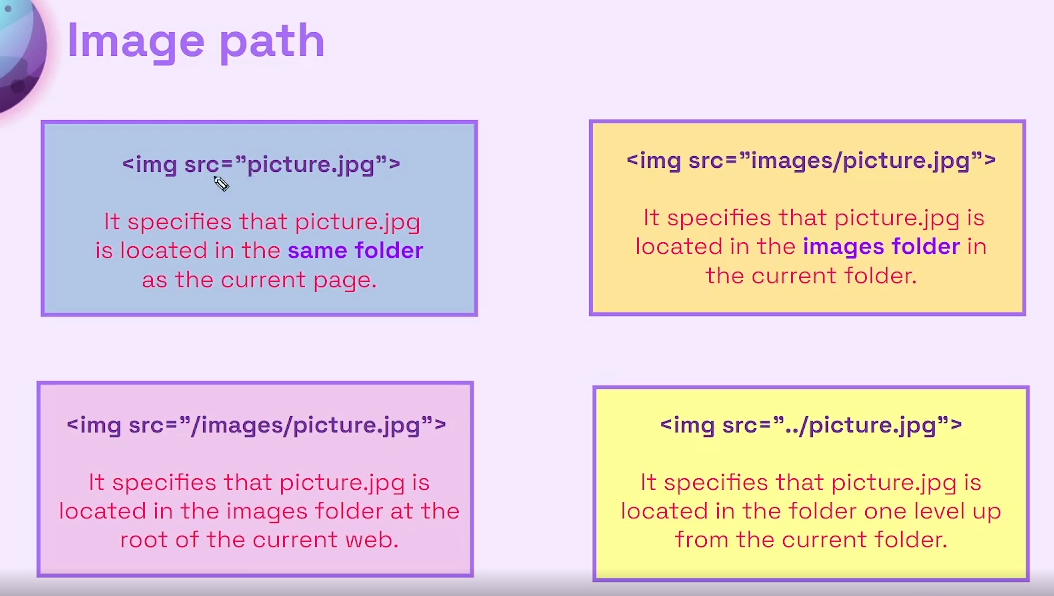 Image path
<img src=”picture.jpg”>
It specifies that picture.jpg
is located in the same folder
as the current page.
<img src=”images/picture.jpg”>
It specifies that picture.jpg is
located in the images folder in
the current folder.
<img src=”/images/picture.jpg”>
It specifies that picture.jpg is
located in the images folder at the
root of the current web.
<img src=”../picture.jpg”>
It specifies that picture.jpg is
located in the folder one level up
from the current folder.